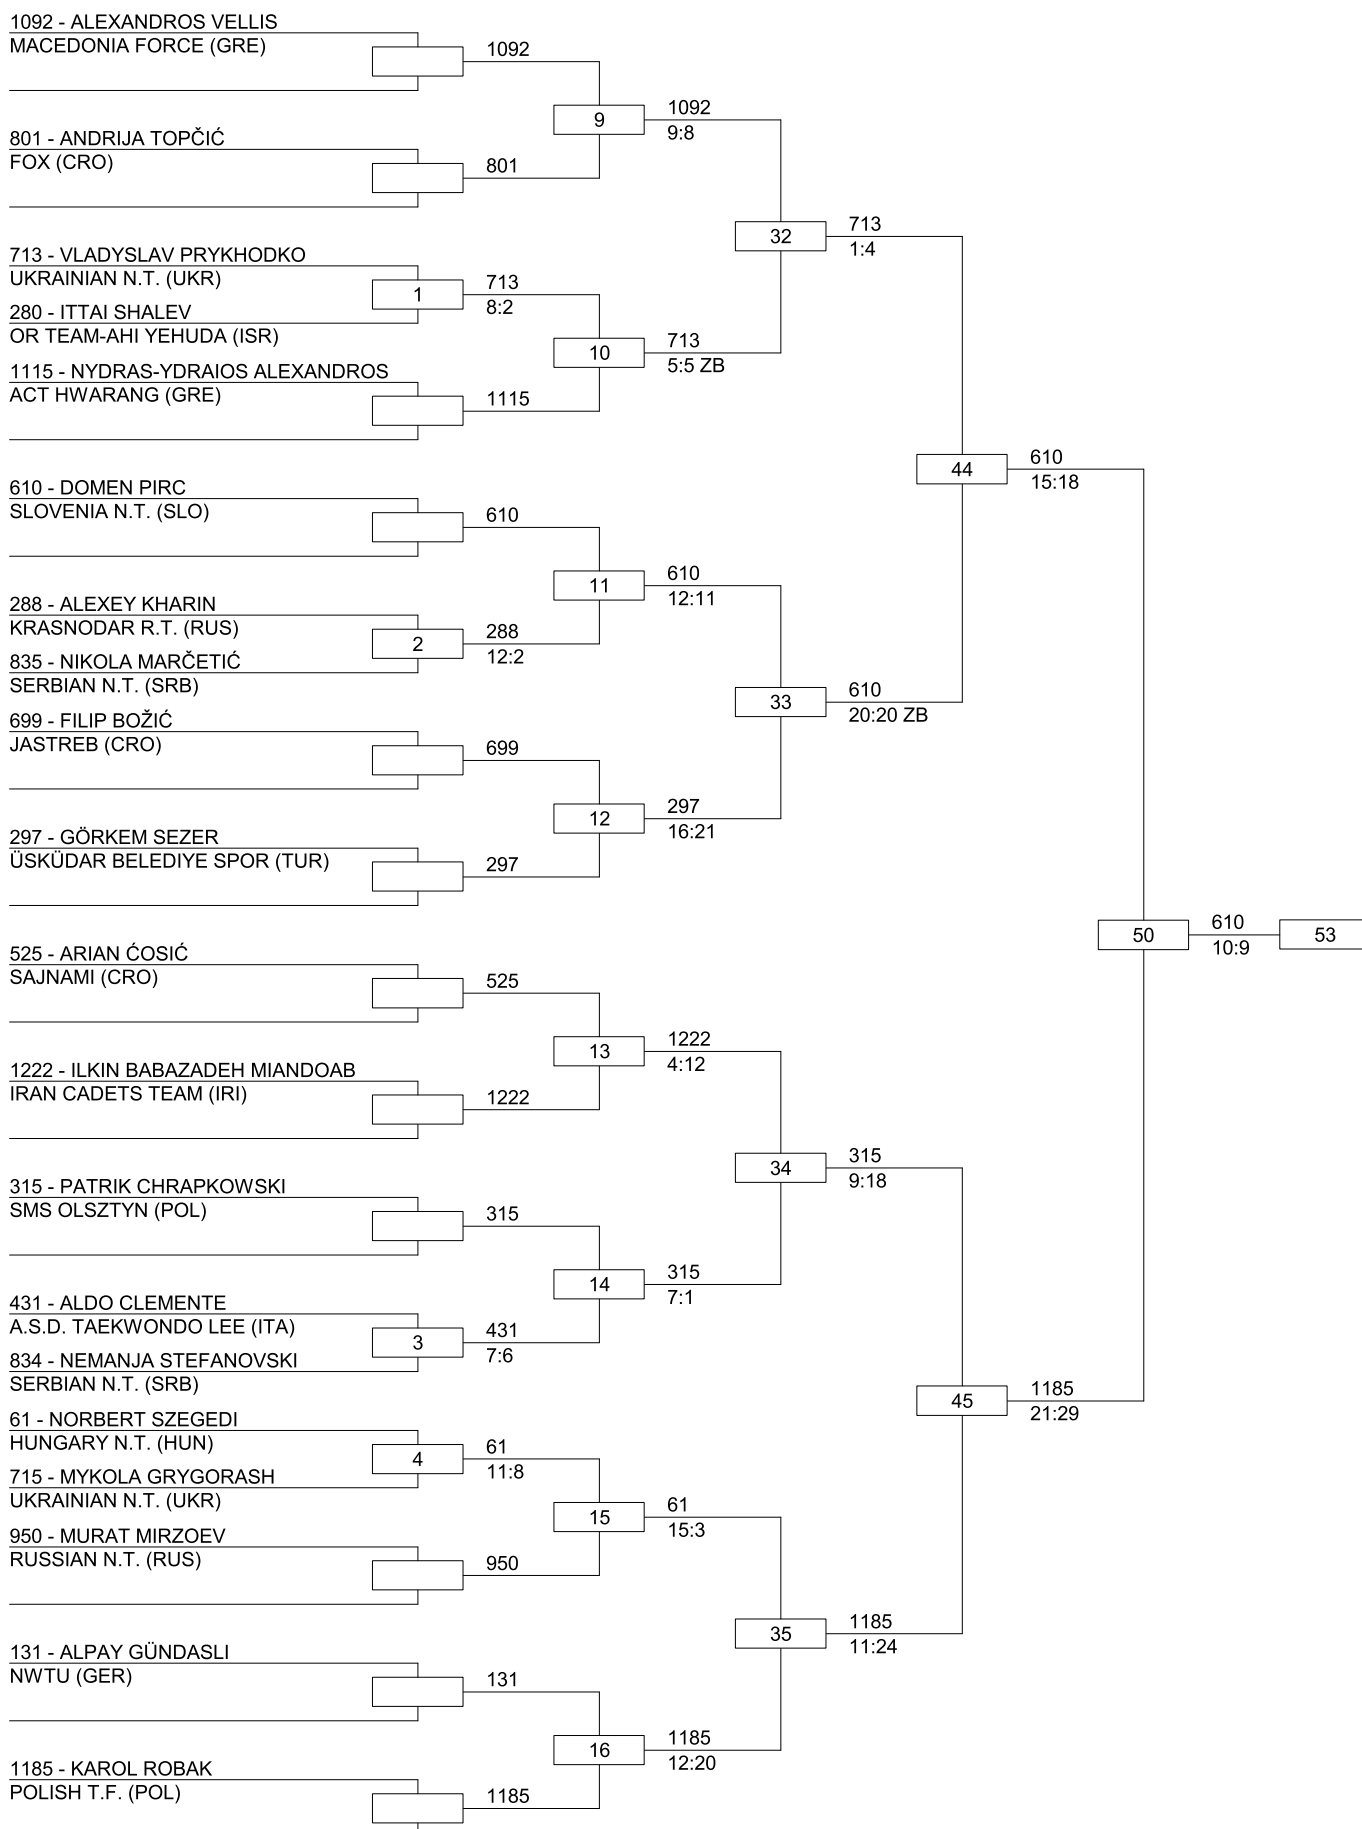 1092 - ALEXANDROS VELLIS
MACEDONIA FORCE (GRE)
1092
9
1092
9:8
801 - ANDRIJA TOPČIĆ
FOX (CRO)
801
32
713
1:4
713 - VLADYSLAV PRYKHODKO
UKRAINIAN N.T. (UKR)
1
713
8:2
280 - ITTAI SHALEV
OR TEAM-AHI YEHUDA (ISR)
10
713
5:5 ZB
1115 - NYDRAS-YDRAIOS ALEXANDROS
ACT HWARANG (GRE)
1115
44
610
15:18
610 - DOMEN PIRC
SLOVENIA N.T. (SLO)
610
11
610
12:11
288 - ALEXEY KHARIN
KRASNODAR R.T. (RUS)
2
288
12:2
835 - NIKOLA MARČETIĆ
SERBIAN N.T. (SRB)
33
610
20:20 ZB
699 - FILIP BOŽIĆ
JASTREB (CRO)
699
12
297
16:21
297 - GÖRKEM SEZER
ÜSKÜDAR BELEDIYE SPOR (TUR)
297
50
610
10:9
53
525 - ARIAN ĆOSIĆ
SAJNAMI (CRO)
525
13
1222
4:12
1222 - ILKIN BABAZADEH MIANDOAB
IRAN CADETS TEAM (IRI)
1222
34
315
9:18
315 - PATRIK CHRAPKOWSKI
SMS OLSZTYN (POL)
315
14
315
7:1
431 - ALDO CLEMENTE
A.S.D. TAEKWONDO LEE (ITA)
3
431
7:6
834 - NEMANJA STEFANOVSKI
SERBIAN N.T. (SRB)
45
1185
21:29
61 - NORBERT SZEGEDI
HUNGARY N.T. (HUN)
4
61
11:8
715 - MYKOLA GRYGORASH
UKRAINIAN N.T. (UKR)
15
61
15:3
950 - MURAT MIRZOEV
RUSSIAN N.T. (RUS)
950
35
1185
11:24
131 - ALPAY GÜNDASLI
NWTU (GER)
131
16
1185
12:20
1185 - KAROL ROBAK
POLISH T.F. (POL)
1185